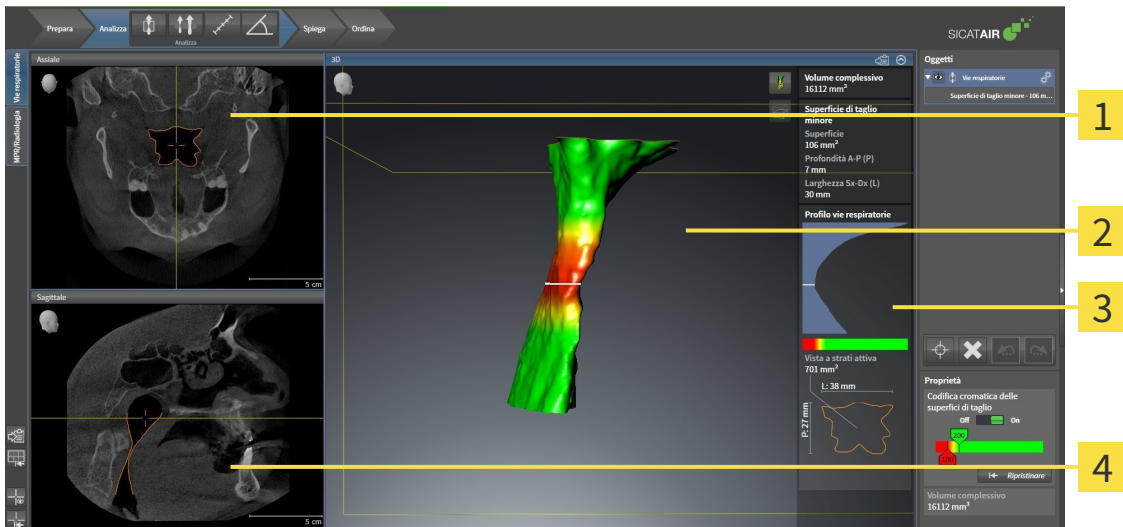 Prepara
Analizza
Analizza
Spiega
Ordina
SICATAIR
Vie respiratorie
MPR/Radiologia
Assiale
5 cm
Sagittale
5 cm
3D
Volume complessivo
16112 mm³
Superficie di taglio
minore
Superficie
106 mm²
Profondità A-P (P)
7 mm
Larghezza Sx-Dx (L)
30 mm
Profilo vie respiratorie
Vista a strati attiva
701 mm²
L: 38 mm
P: 27 mm
Oggetti
Vie respiratorie
Superficie di taglio minore - 106 m...
Proprietà
Codifica cromatica delle
superfici di taglio
Off On
200
100
Ripristinare
Volume complessivo
16112 mm³
1
2
3
4